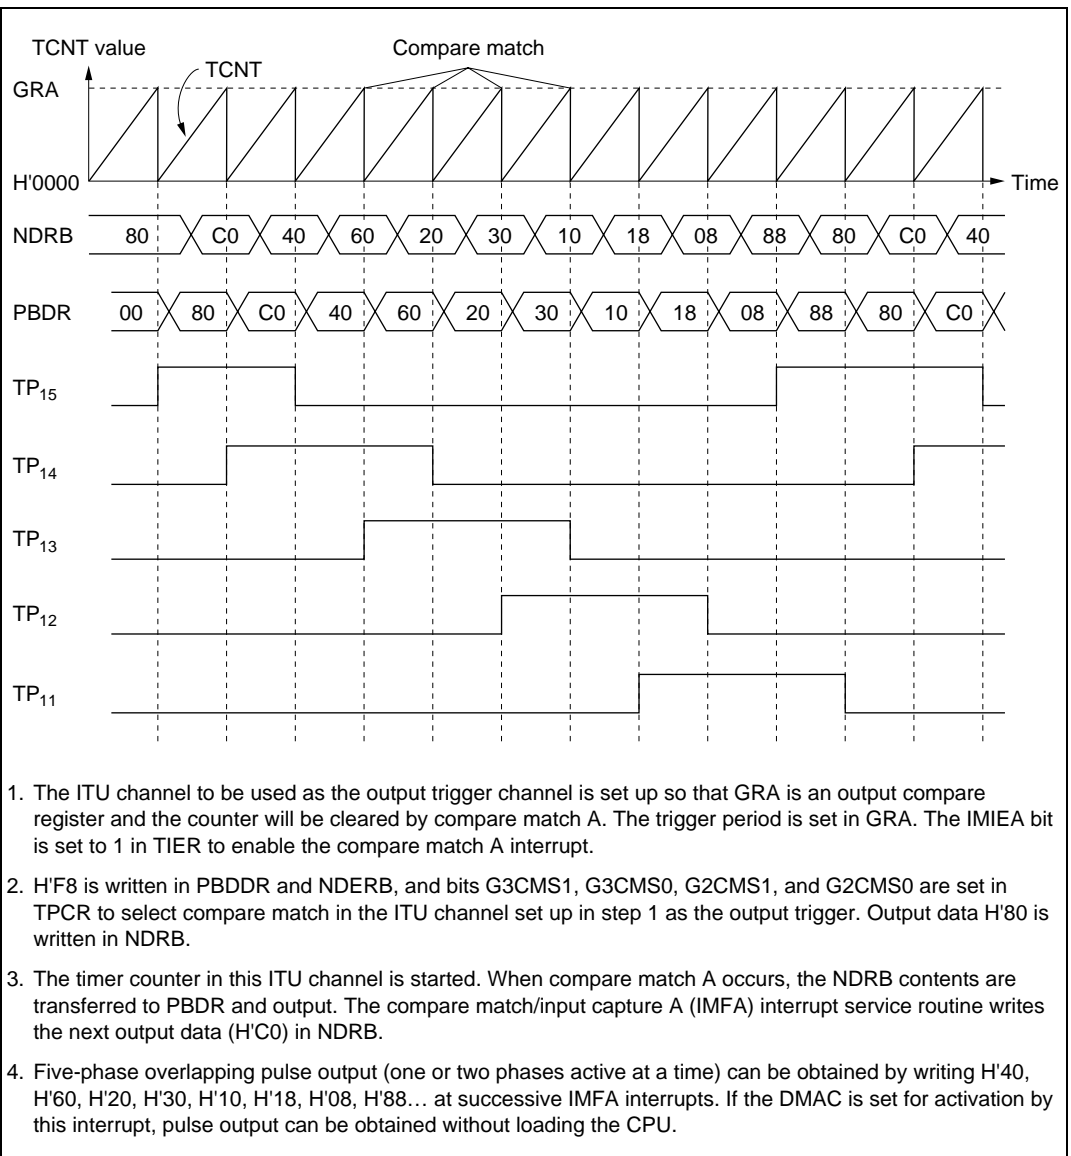 TCNT value
Compare match
TCNT
GRA
H'0000
Time
NDRB 80 C0 40 60 20 30 10 18 08 88 80 C0 40
PBDR 00 80 C0 40 60 20 30 10 18 08 88 80 C0
TP15
TP14
TP13
TP12
TP11
1. The ITU channel to be used as the output trigger channel is set up so that GRA is an output compare
register and the counter will be cleared by compare match A. The trigger period is set in GRA. The IMIEA bit
is set to 1 in TIER to enable the compare match A interrupt.
2. H'F8 is written in PBDDR and NDERB, and bits G3CMS1, G3CMS0, G2CMS1, and G2CMS0 are set in
TPCR to select compare match in the ITU channel set up in step 1 as the output trigger. Output data H'80 is
written in NDRB.
3. The timer counter in this ITU channel is started. When compare match A occurs, the NDRB contents are
transferred to PBDR and output. The compare match/input capture A (IMFA) interrupt service routine writes
the next output data (H'C0) in NDRB.
4. Five-phase overlapping pulse output (one or two phases active at a time) can be obtained by writing H'40,
H'60, H'20, H'30, H'10, H'18, H'08, H'88… at successive IMFA interrupts. If the DMAC is set for activation by
this interrupt, pulse output can be obtained without loading the CPU.